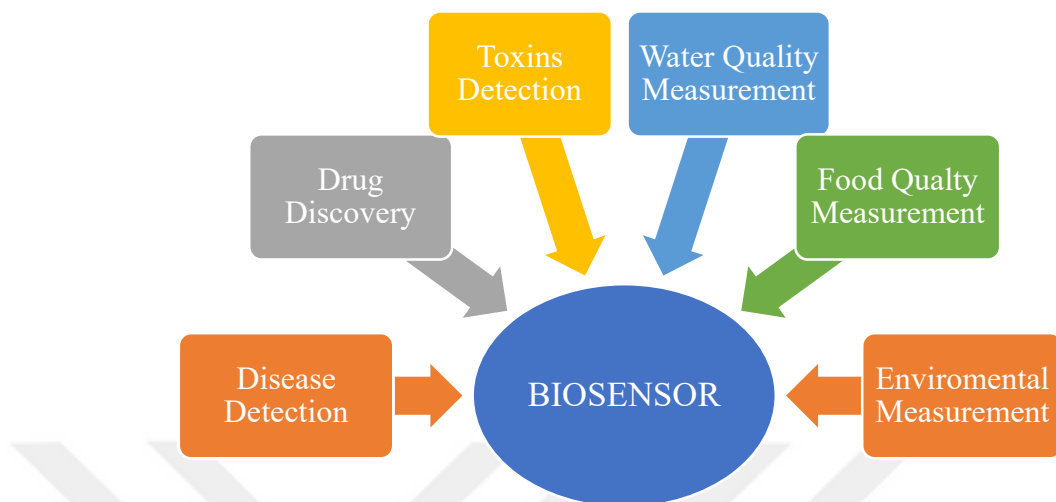 Toxins
Detection
Water Quality
Measurement
Drug
Discovery
Food Qualty
Measurement
Disease
Detection
BIOSENSOR
Enviromental
Measurement